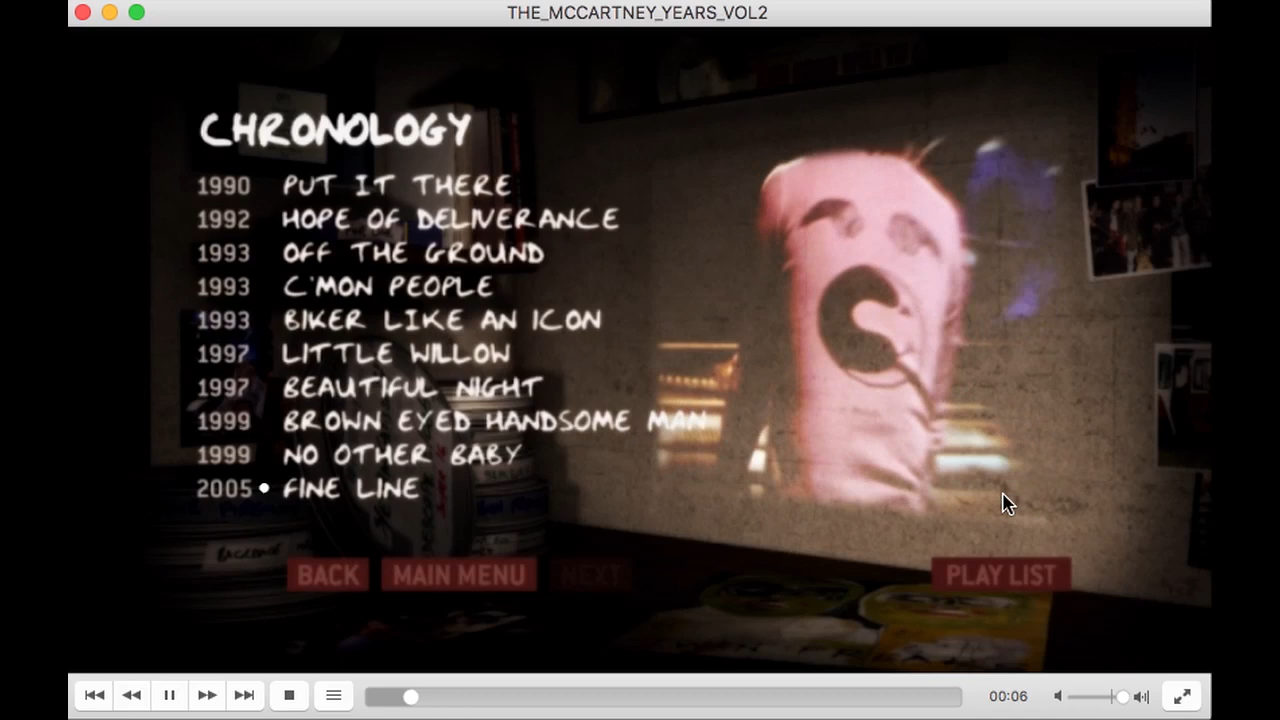 THE_MCCARTNEY_YEARS_VOL2
CHRONOLOGY
1990 PUT IT THERE
1992 HOPE OF DELIVERANCE
1993 OFF THE GROUND
1993 C'MON PEOPLE
1993 BIKER LIKE AN ICON
1997 LITTLE WILLOW
1997 BEAUTIFUL NIGHT
1999 BROWN EYED HANDSOME MAN
1999 NO OTHER BABY
2005 • FINE LINE
BACK MAIN MENU NEXT PLAY LIST
00:06